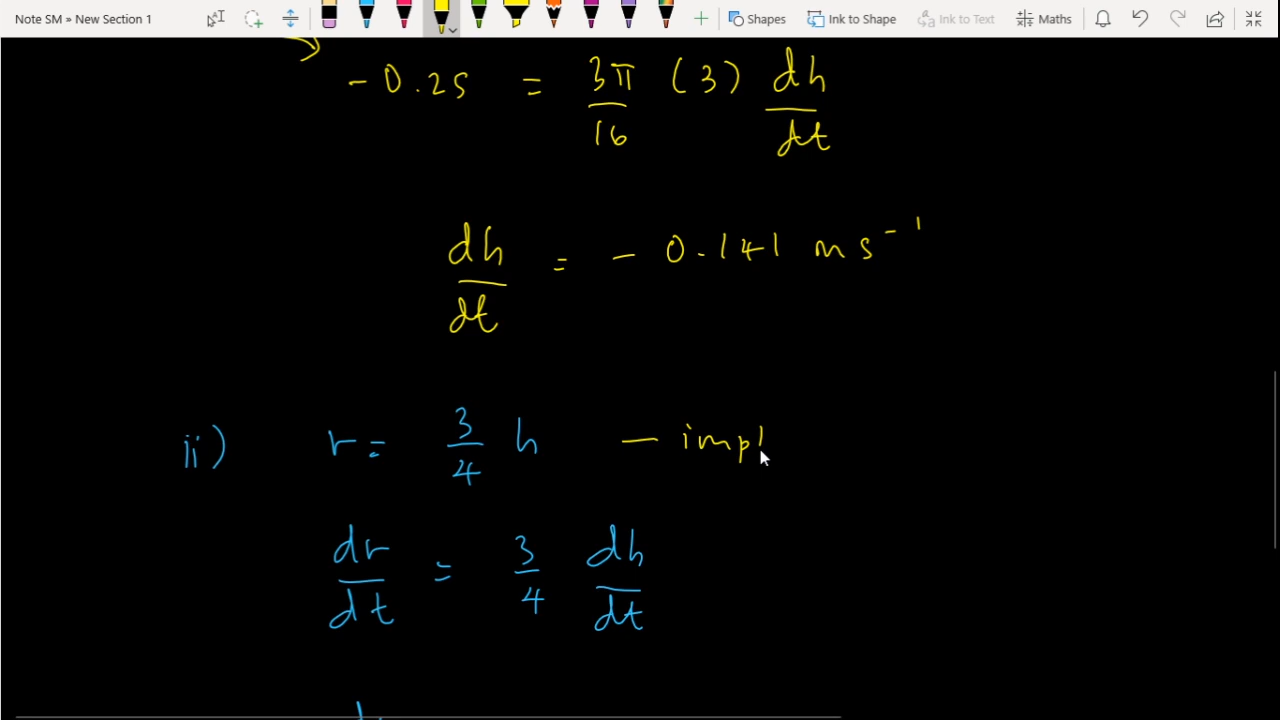 Note SM » New Section 1
Shapes Ink to Shape Ink to Text Maths
-0.25 = 3π/16 (3) dh/dt
dh/dt = -0.141 ms⁻¹
ii) r = 3/4 h — impl
dr/dt = 3/4 dh/dt